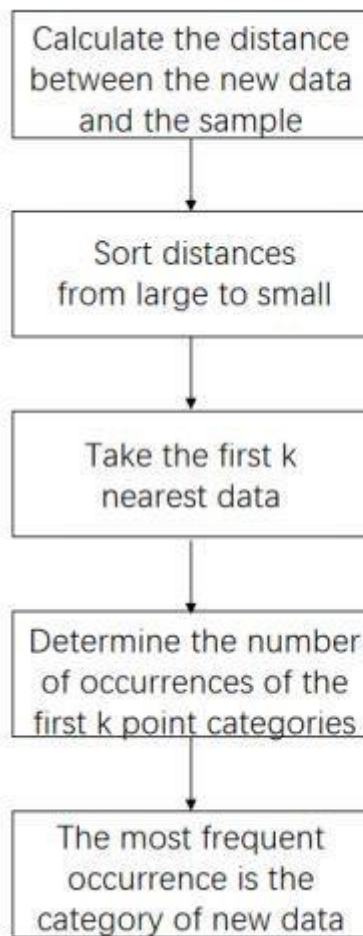 Calculate the distance
between the new data
and the sample
Sort distances
from large to small
Take the first k
nearest data
Determine the number
of occurrences of the
first k point categories
The most frequent
occurrence is the
category of new data